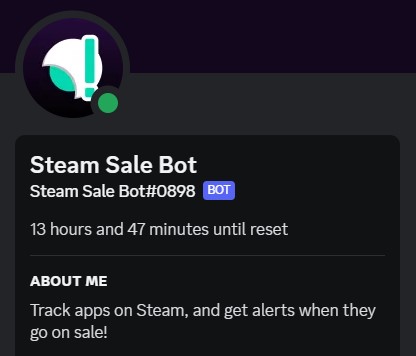 Steam Sale Bot
Steam Sale Bot#0898 BOT
13 hours and 47 minutes until reset
ABOUT ME
Track apps on Steam, and get alerts when they
go on sale!